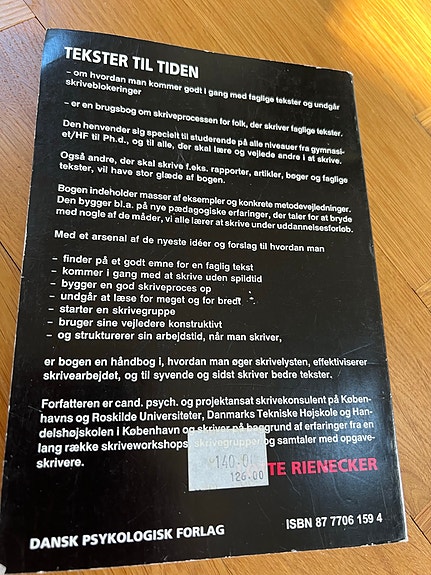 TEKSTER TIL TIDEN
– om hvordan man kommer godt i gang med faglige tekster og undgår
skriveblokeringer
– er en brugsbog om skriveprocessen for folk, der skriver faglige tekster.
Den henvender sig specielt til studerende på alle niveauer fra gymnasi-
et/HF til Ph.d., og til alle, der skal lære og vejlede andre i at skrive.
Også andre, der skal skrive f.eks. rapporter, artikler, bøger og faglige
tekster, vil have stor glæde af bogen.
Bogen indeholder masser af eksempler og konkrete metodevejledninger.
Den bygger bl.a. på nye pædagogiske erfaringer, der taler for at bryde
med nogle af de måder, vi alle lærer at skrive under uddannelsesforløb.
Med et arsenal af de nyeste idéer og forslag til hvordan man
– finder på et godt emne for en faglig tekst
– kommer i gang med at skrive uden spildtid
– bygger en god skriveproces op
– undgår at læse for meget og for bredt
– starter en skrivegruppe
– bruger sine vejledere konstruktivt
– og strukturerer sin arbejdstid, når man skriver,
er bogen en håndbog i, hvordan man øger skrivelysten, effektiviserer
skrivearbejdet, og til syvende og sidst skriver bedre tekster.
Forfatteren er cand. psych. og projektansat skrivekonsulent på Køben-
havns og Roskilde Universiteter, Danmarks Tekniske Højskole og Han-
delshøjskolen i København og skriver på baggrund af erfaringer fra en
lang række skriveworkshops, skrivegrupper og samtaler med opgave-
skrivere.
140.00
126.00
TE RIENECKER
DANSK PSYKOLOGISK FORLAG
ISBN 87 7706 159 4